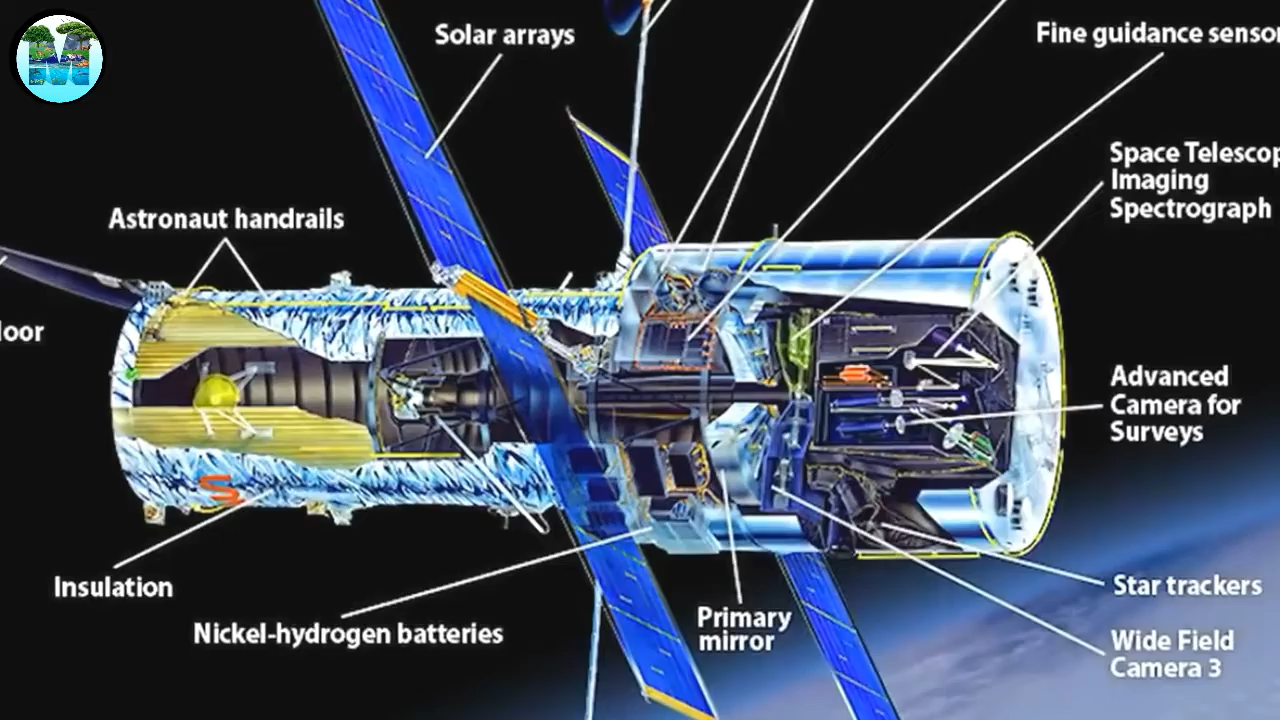 Solar arrays
Fine guidance sensor
Space Telescop
Imaging
Spectrograph
Astronaut handrails
loor
Advanced
Camera for
Surveys
Insulation
Nickel-hydrogen batteries
Primary
mirror
Star trackers
Wide Field
Camera 3